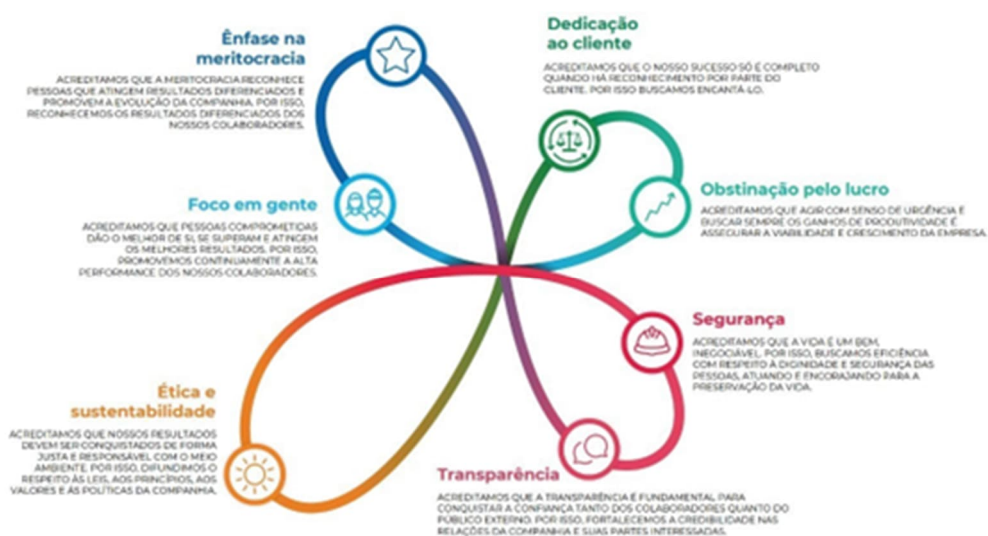 Ênfase na
meritocracia
ACREDITAMOS QUE A MERITOCRACIA RECONHECE
PESSOAS QUE ATINGEM RESULTADOS DIFERENCIADOS E
PROMOVEM A EVOLUÇÃO DA COMPANHIA. POR ISSO,
RECONHECEMOS OS RESULTADOS DIFERENCIADOS DOS
NOSSOS COLABORADORES.
Dedicação
ao cliente
ACREDITAMOS QUE O NOSSO SUCESSO SÓ É COMPLETO
QUANDO HÁ RECONHECIMENTO POR PARTE DO
CLIENTE. POR ISSO BUSCAMOS ENCANTÁ-LO.
Foco em gente
ACREDITAMOS QUE PESSOAS COMPROMETIDAS
DÃO O MELHOR DE SI, SE SUPERAM E ATINGEM
OS MELHORES RESULTADOS. POR ISSO,
PROMOVEMOS CONTINUAMENTE A ALTA
PERFORMANCE DOS NOSSOS COLABORADORES.
Obstinação pelo lucro
ACREDITAMOS QUE AGIR COM SENSO DE URGÊNCIA E
BUSCAR SEMPRE OS GANHOS DE PRODUTIVIDADE É
ASSEGURAR A VIABILIDADE E CRESCIMENTO DA EMPRESA.
Segurança
ACREDITAMOS QUE A VIDA É UM BEM,
INEGOCIÁVEL. POR ISSO, BUSCAMOS EFICIÊNCIA
COM RESPEITO À DIGNIDADE E SEGURANÇA DAS
PESSOAS, ATUANDO E ENCORAJANDO PARA A
PRESERVAÇÃO DA VIDA.
Ética e
sustentabilidade
ACREDITAMOS QUE NOSSOS RESULTADOS
DEVEM SER CONQUISTADOS DE FORMA
JUSTA E RESPONSÁVEL COM O MEIO
AMBIENTE. POR ISSO, DIFUNDIMOS O
RESPEITO ÀS LEIS, AOS PRINCÍPIOS, AOS
VALORES E ÀS POLÍTICAS DA COMPANHIA.
Transparência
ACREDITAMOS QUE A TRANSPARÊNCIA É FUNDAMENTAL PARA
CONQUISTAR A CONFIANÇA TANTO DOS COLABORADORES QUANTO DO
PÚBLICO EXTERNO. POR ISSO, FORTALECEMOS A CREDIBILIDADE NAS
RELAÇÕES DA COMPANHIA E SUAS PARTES INTERESSADAS.